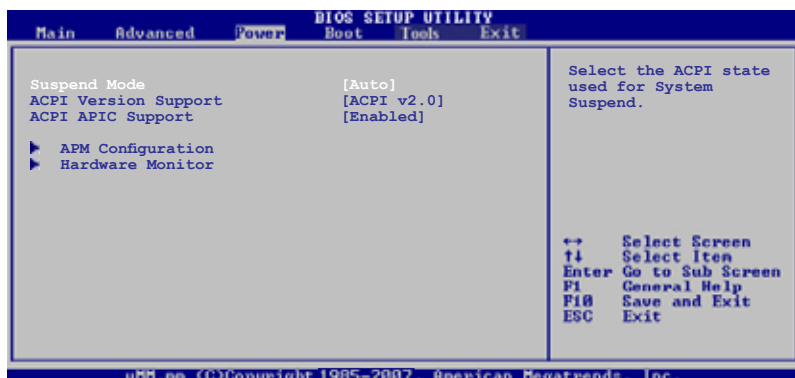 BIOS SETUP UTILITY
Main Advanced Power Boot Tools Exit
Suspend Mode [Auto]
ACPI Version Support [ACPI v2.0]
ACPI APIC Support [Enabled]
APM Configuration
Hardware Monitor
Select the ACPI state
used for System
Suspend.
↔ Select Screen
↑↓ Select Item
Enter Go to Sub Screen
F1 General Help
F10 Save and Exit
ESC Exit
(C)Copyright 1985-2007, American Megatrends, Inc.